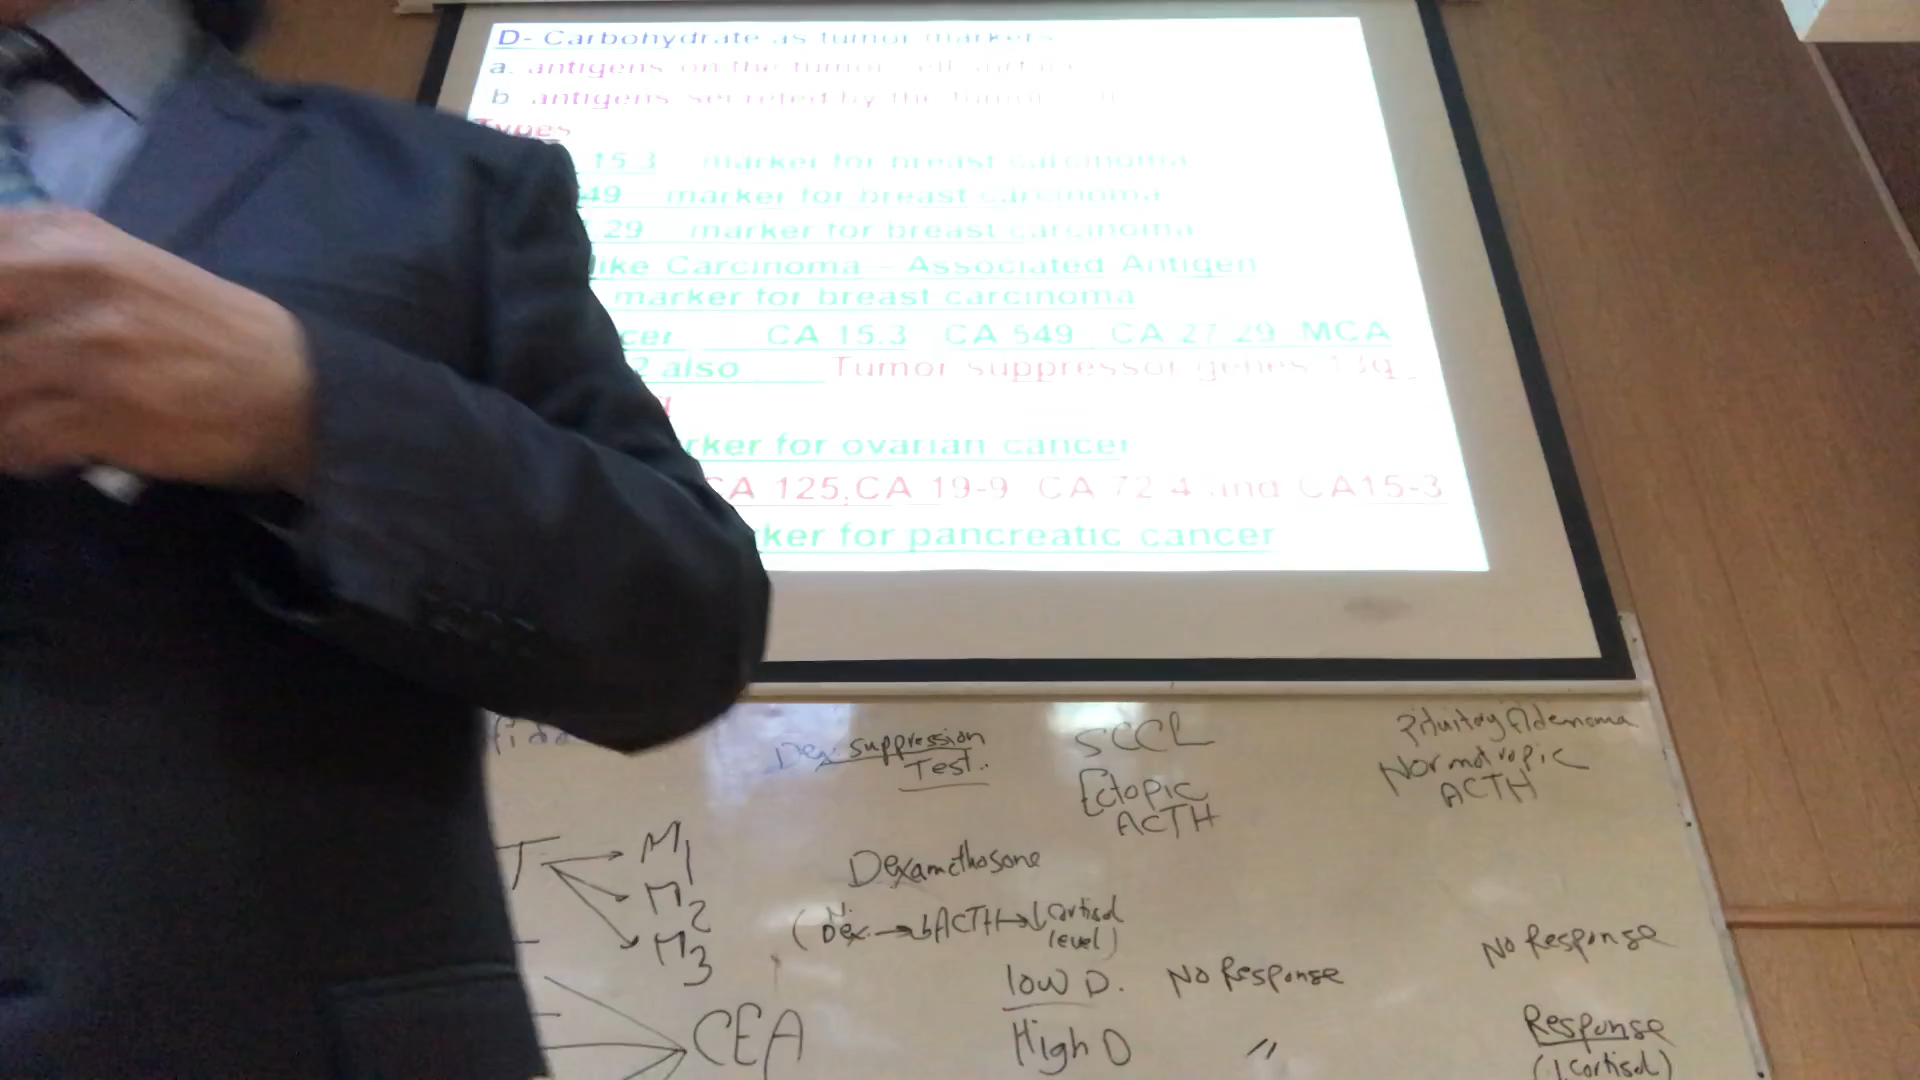 D- Carbohydrate as tumor markers
a. antigens on the tumor cell surface
b antigens secreted by the tumor
Types
15.3 marker for breast carcinoma
549 marker for breast carcinoma
29 marker for breast carcinoma
like Carcinoma – Associated Antigen
marker for breast carcinoma
cer CA 15.3 CA 549 CA 27 29 MCA
2 also Tumor suppressor genes 13q
rker for ovarian cancer
CA 125,CA 19-9 CA 72 4 and CA15-3
ker for pancreatic cancer
Dex suppression
Test.
SCCL
Ectopic
ACTH
Pituitary Adenoma
Normotropic
ACTH
T M1
M2
M3
CEA
Dexamethasone
(Dex. → ↓ACTH → ↓Cortisol
level)
low D. No Response No Response
High D " Response
(↓Cortisol)